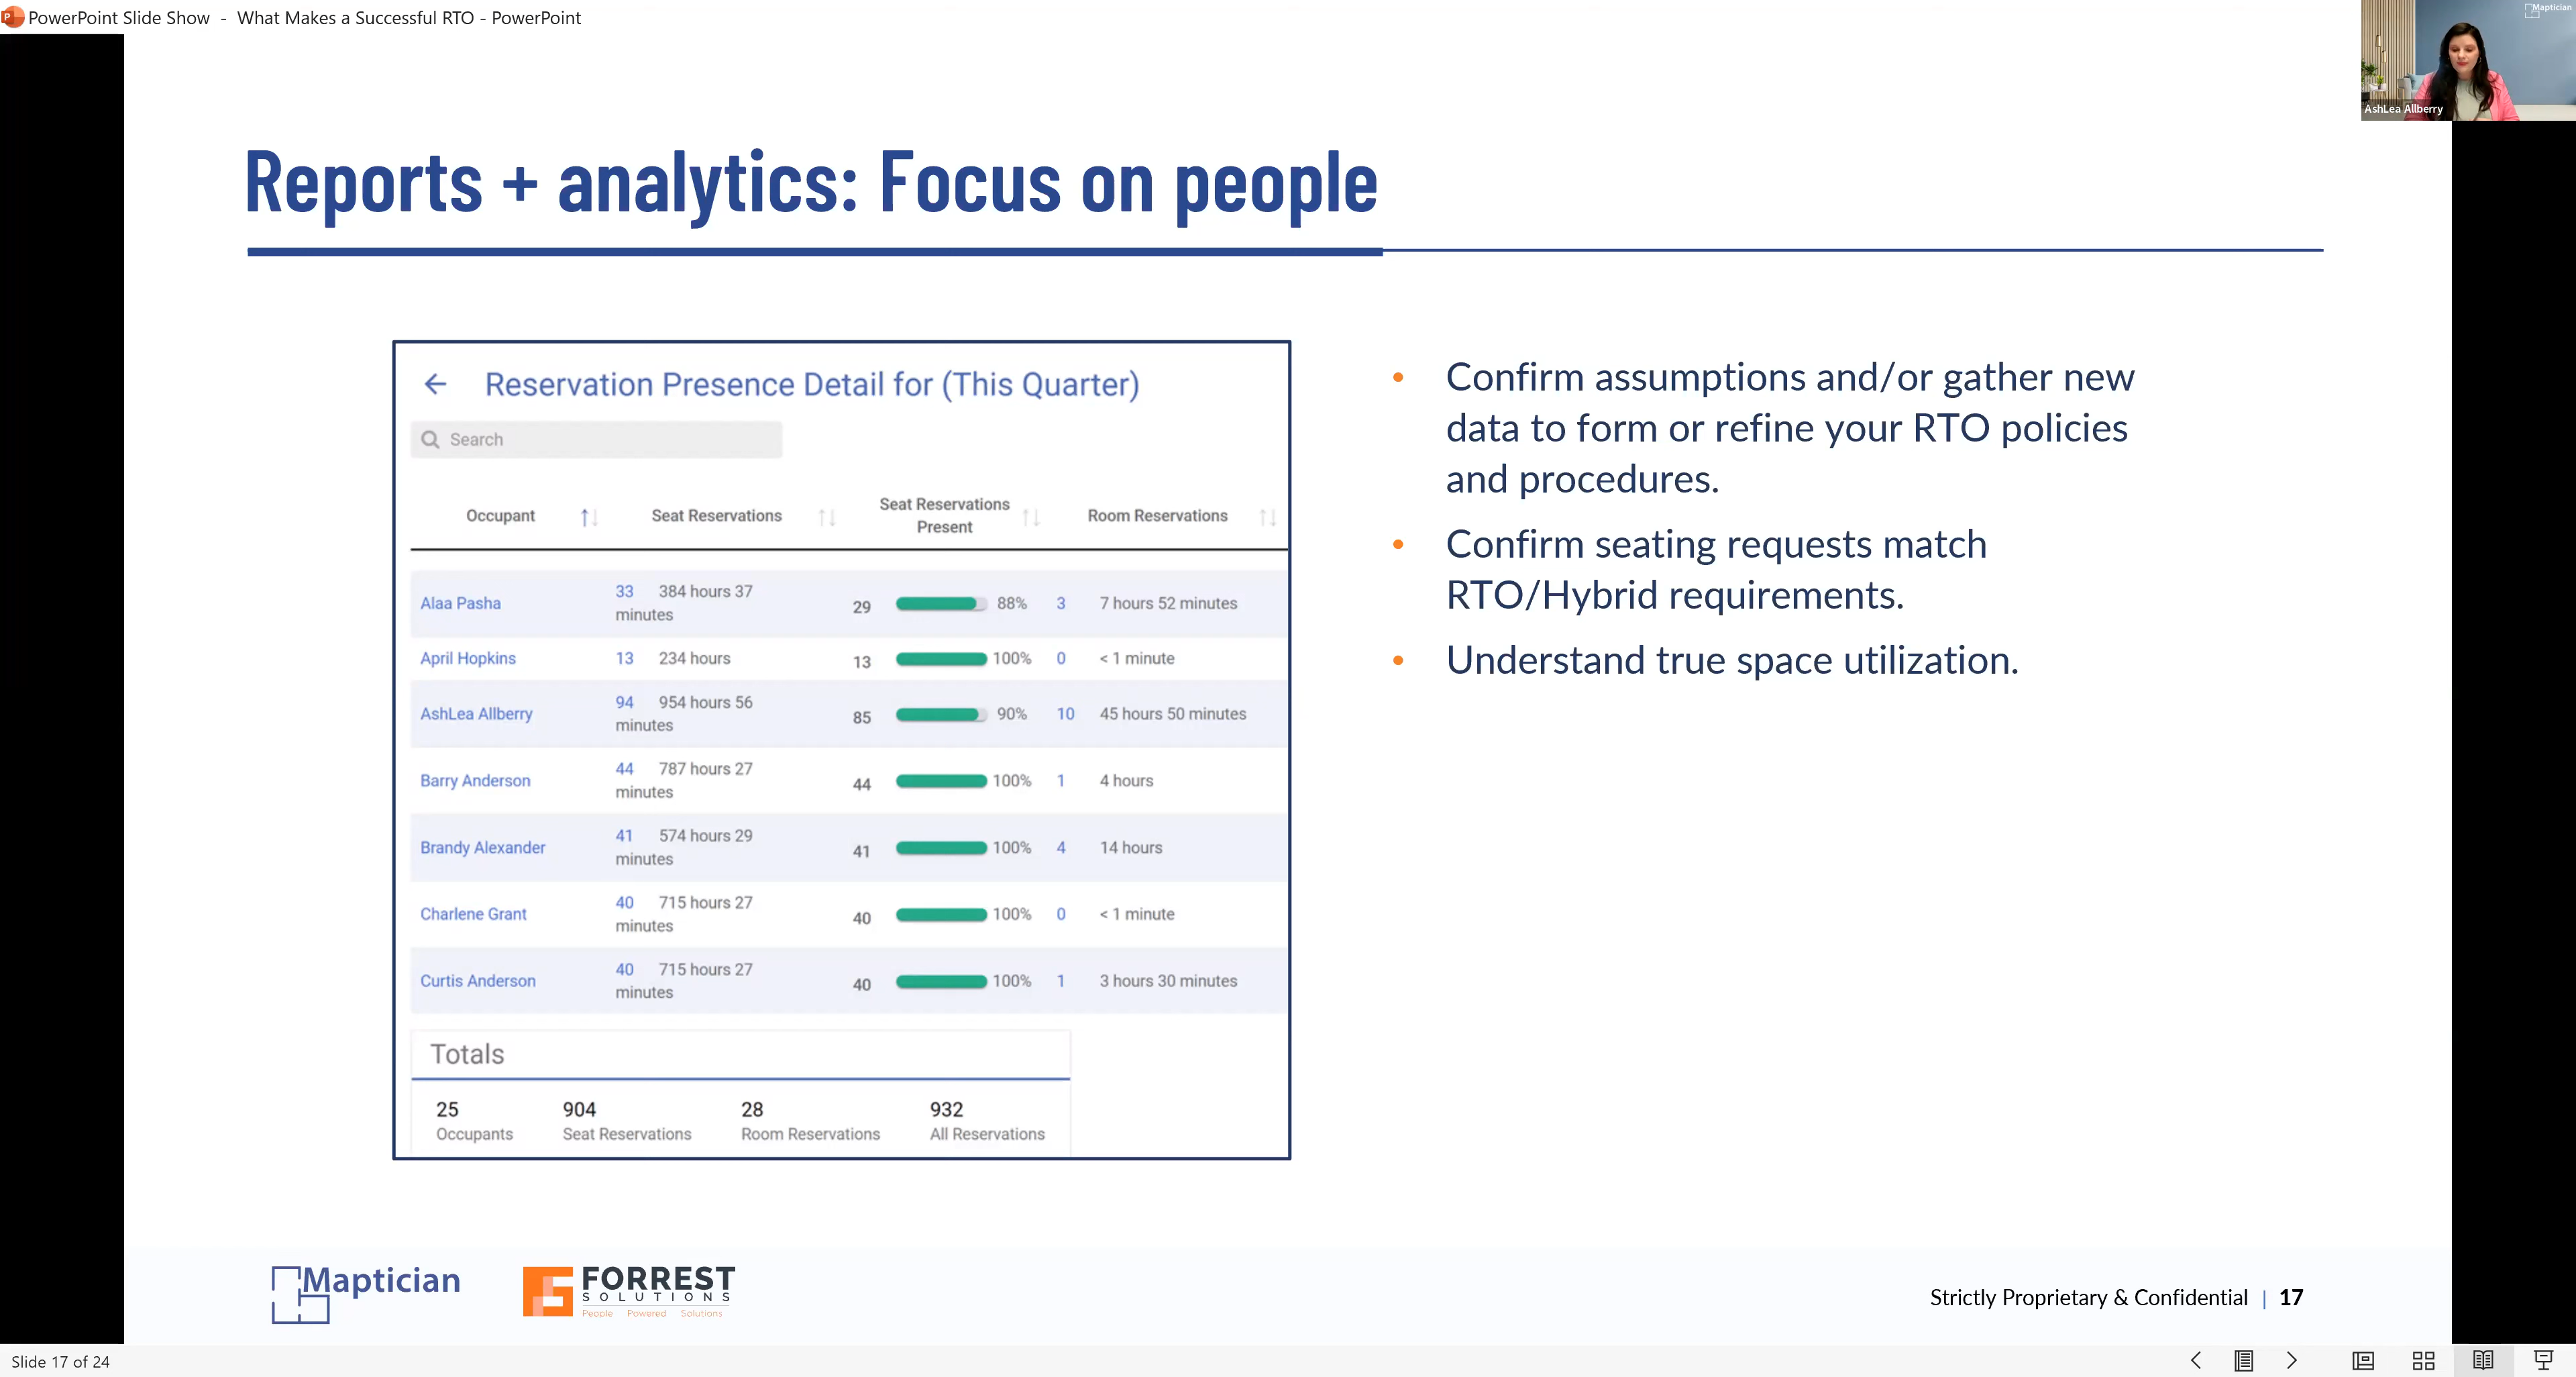 PowerPoint Slide Show - What Makes a Successful RTO - PowerPoint
Maptician
AshLea Allberry
Reports + analytics: Focus on people
Reservation Presence Detail for (This Quarter)
Search
Occupant Seat Reservations Seat Reservations Present Room Reservations
Alaa Pasha 33 384 hours 37 minutes 29 88% 3 7 hours 52 minutes
April Hopkins 13 234 hours 13 100% 0 < 1 minute
AshLea Allberry 94 954 hours 56 minutes 85 90% 10 45 hours 50 minutes
Barry Anderson 44 787 hours 27 minutes 44 100% 1 4 hours
Brandy Alexander 41 574 hours 29 minutes 41 100% 4 14 hours
Charlene Grant 40 715 hours 27 minutes 40 100% 0 < 1 minute
Curtis Anderson 40 715 hours 27 minutes 40 100% 1 3 hours 30 minutes
Totals
25 904 28 932
Occupants Seat Reservations Room Reservations All Reservations
• Confirm assumptions and/or gather new
data to form or refine your RTO policies
and procedures.
• Confirm seating requests match
RTO/Hybrid requirements.
• Understand true space utilization.
Maptician
FORREST
SOLUTIONS
People Powered Solutions
Strictly Proprietary & Confidential | 17
Slide 17 of 24